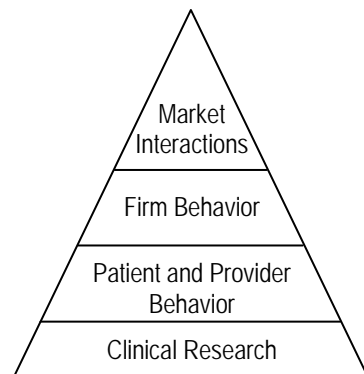 Market
Interactions
Firm Behavior
Patient and Provider
Behavior
Clinical Research